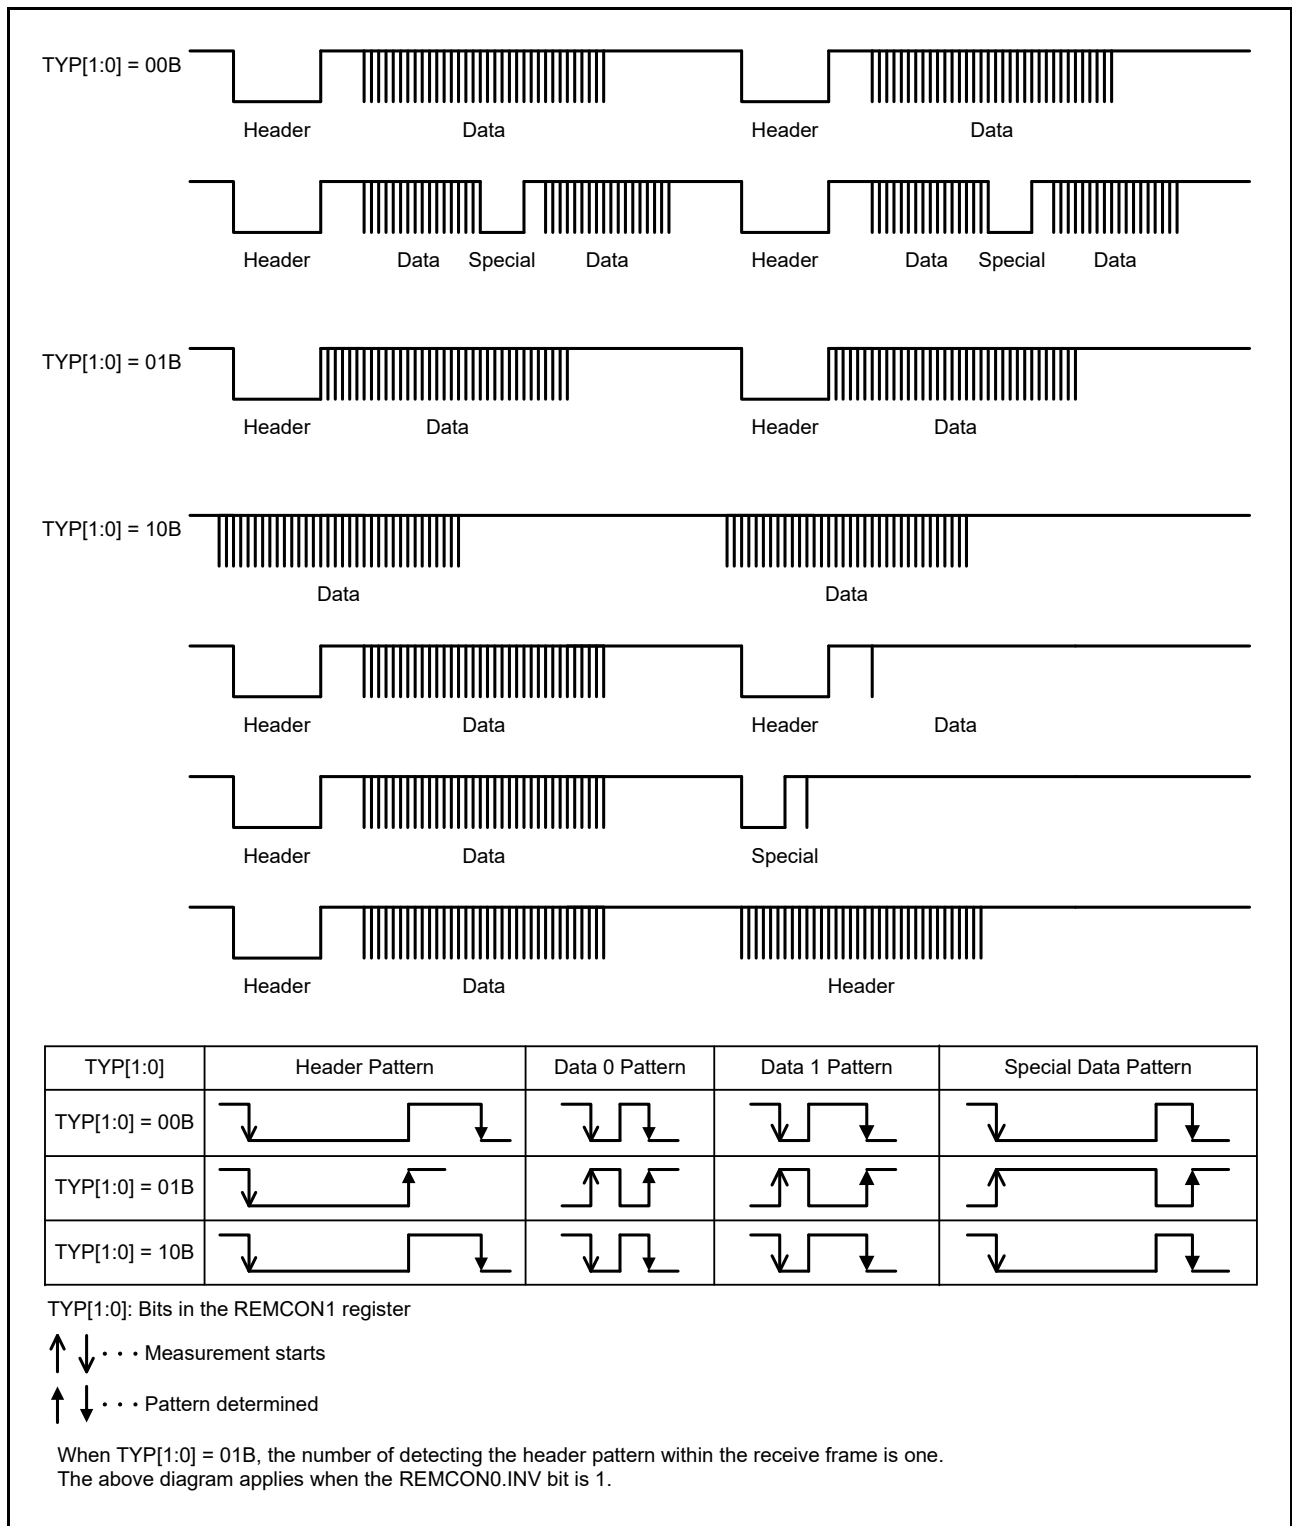 TYP[1:0] = 00B
Header Data Header Data
Header Data Special Data Header Data Special Data
TYP[1:0] = 01B
Header Data Header Data
TYP[1:0] = 10B
Data Data
Header Data Header Data
Header Data Special
Header Data Header
TYP[1:0] Header Pattern Data 0 Pattern Data 1 Pattern Special Data Pattern
TYP[1:0] = 00B
TYP[1:0] = 01B
TYP[1:0] = 10B
TYP[1:0]: Bits in the REMCON1 register
· · · Measurement starts
· · · Pattern determined
When TYP[1:0] = 01B, the number of detecting the header pattern within the receive frame is one.
The above diagram applies when the REMCON0.INV bit is 1.